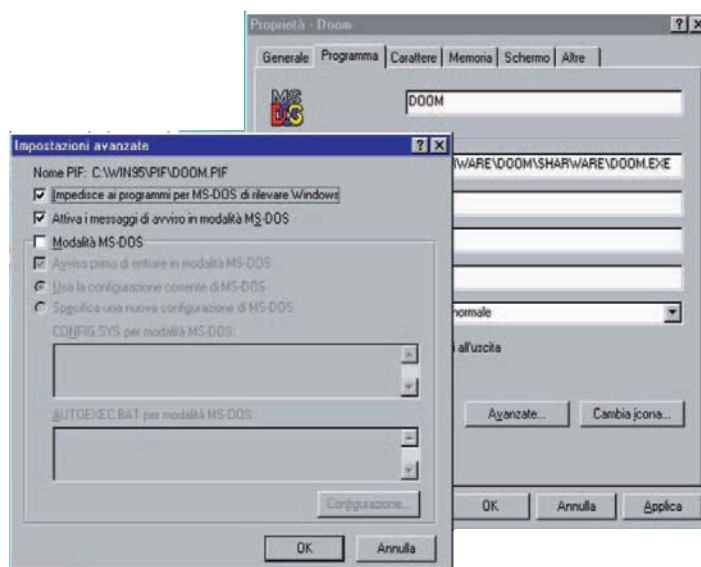 Proprietà - Doom
Generale Programma Carattere Memoria Schermo Altre
MS DOS
DOOM
WARE\DOOM\SHARWARE\DOOM.EXE
normale
all'uscita
Avanzate... Cambia icona...
OK Annulla Applica
Impostazioni avanzate
Nome PIF: C:\WIN95\PIF\DOOM.PIF
Impedisce ai programmi per MS-DOS di rilevare Windows
Attiva i messaggi di avviso in modalità MS-DOS
Modalità MS-DOS
Avvisa prima di entrare in modalità MS-DOS
Usa la configurazione corrente di MS-DOS
Specifica una nuova configurazione di MS-DOS
CONFIG.SYS per modalità MS-DOS:
AUTOEXEC.BAT per modalità MS-DOS:
Configurazione...
OK Annulla